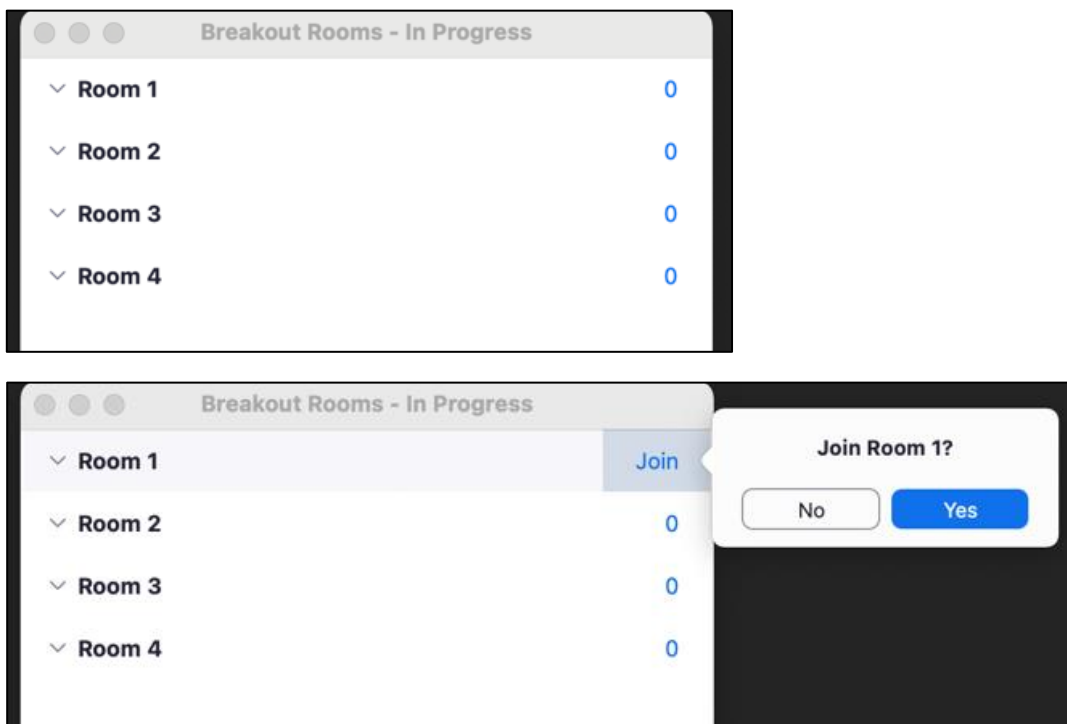 Breakout Rooms - In Progress
Room 1 0
Room 2 0
Room 3 0
Room 4 0
Breakout Rooms - In Progress
Room 1 Join
Join Room 1?
No Yes
Room 2 0
Room 3 0
Room 4 0